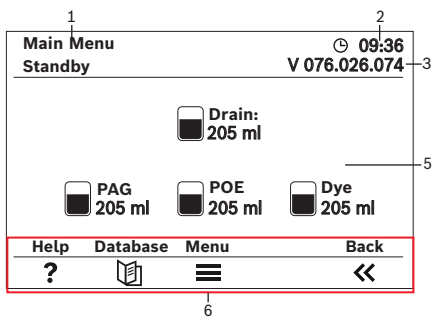 1 2
Main Menu 09:36
Standby V 076.026.074 3
Drain:
205 ml
5
PAG POE Dye
205 ml 205 ml 205 ml
Help Database Menu Back
?
6